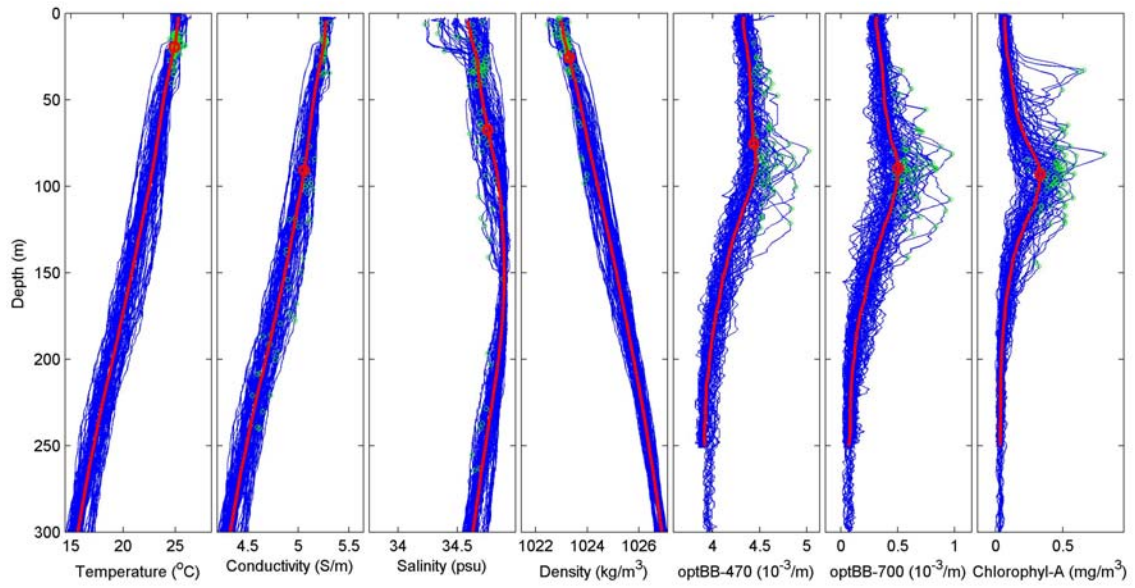 0
50
100
150
200
250
300
Depth (m)
15 20 25
Temperature (°C)
4.5 5 5.5
Conductivity (S/m)
34 34.5
Salinity (psu)
1022 1024 1026
Density (kg/m³)
4 4.5 5
optBB-470 (10⁻³/m)
0 0.5 1
optBB-700 (10⁻³/m)
0 0.5
Chlorophyl-A (mg/m³)